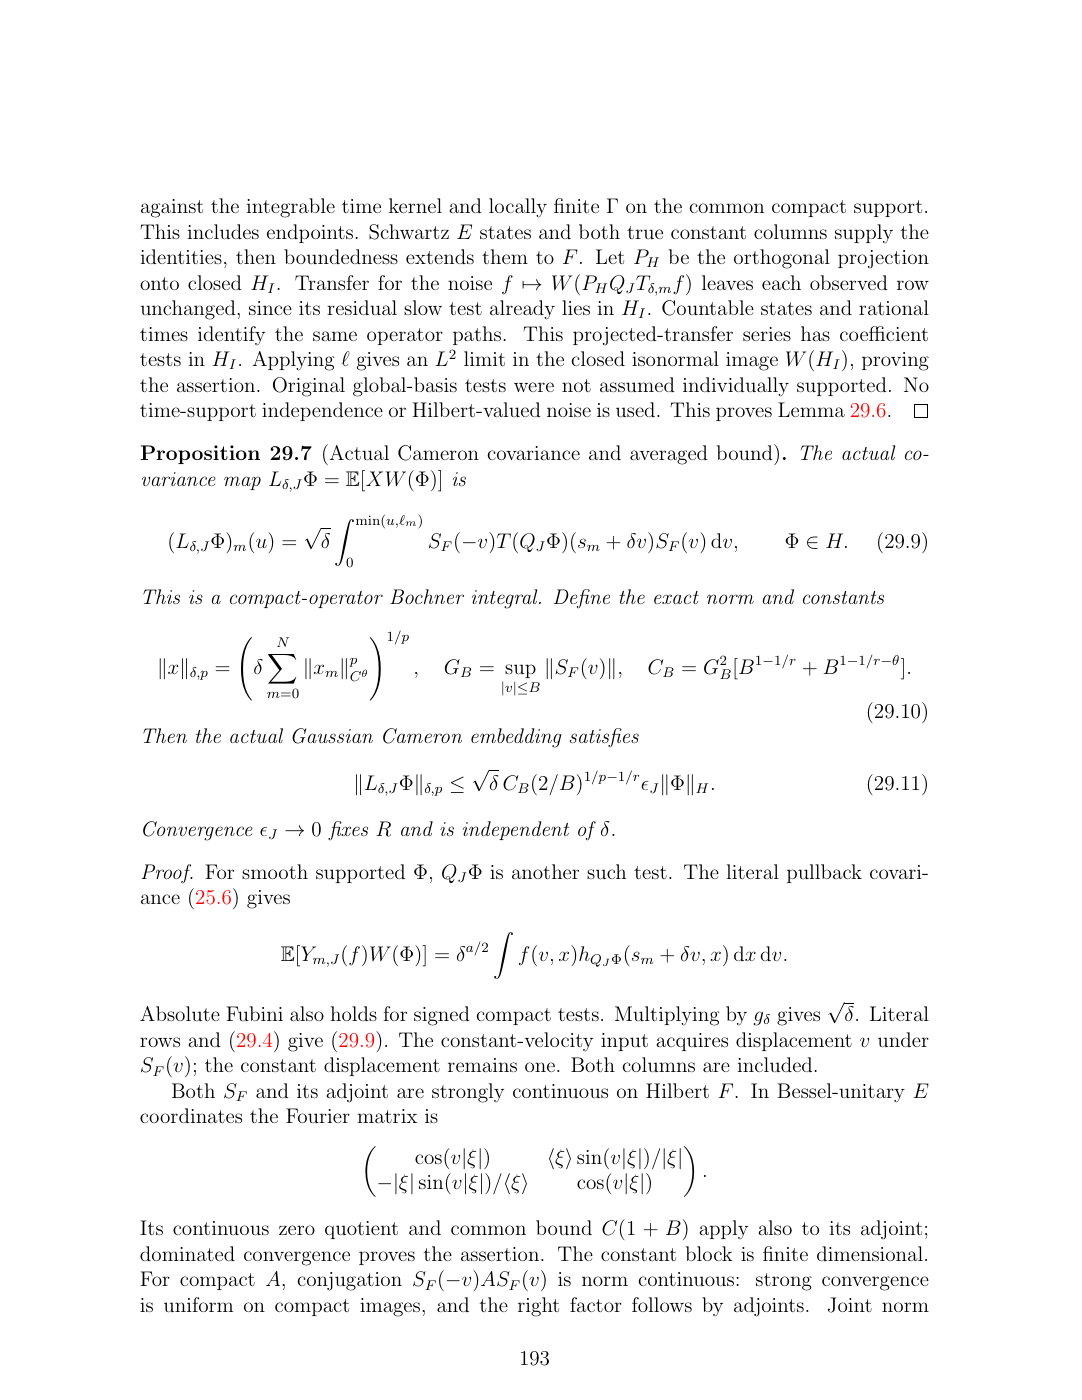 against the integrable time kernel and locally finite Γ on the common compact support.
This includes endpoints. Schwartz E states and both true constant columns supply the
identities, then boundedness extends them to F. Let P_H be the orthogonal projection
onto closed H_I. Transfer for the noise f ↦ W(P_H Q_J T_{δ,m} f) leaves each observed row
unchanged, since its residual slow test already lies in H_I. Countable states and rational
times identify the same operator paths. This projected-transfer series has coefficient
tests in H_I. Applying ℓ gives an L² limit in the closed isonormal image W(H_I), proving
the assertion. Original global-basis tests were not assumed individually supported. No
time-support independence or Hilbert-valued noise is used. This proves Lemma 29.6. □
Proposition 29.7 (Actual Cameron covariance and averaged bound). The actual co-
variance map L_{δ,J}Φ = 𝔼[XW(Φ)] is
(L_{δ,J}Φ)_m(u) = √δ ∫_0^{min(u,ℓ_m)} S_F(−v)T(Q_JΦ)(s_m + δv)S_F(v) dv, Φ ∈ H. (29.9)
This is a compact-operator Bochner integral. Define the exact norm and constants
‖x‖_{δ,p} = (δ ∑_{m=0}^{N} ‖x_m‖_{C^θ}^p)^{1/p}, G_B = sup_{|v|≤B} ‖S_F(v)‖, C_B = G_B^2[B^{1−1/r} + B^{1−1/r−θ}].
(29.10)
Then the actual Gaussian Cameron embedding satisfies
‖L_{δ,J}Φ‖_{δ,p} ≤ √δ C_B(2/B)^{1/p−1/r} ϵ_J‖Φ‖_H. (29.11)
Convergence ϵ_J → 0 fixes R and is independent of δ.
Proof. For smooth supported Φ, Q_JΦ is another such test. The literal pullback covari-
ance (25.6) gives
𝔼[Y_{m,J}(f)W(Φ)] = δ^{a/2} ∫ f(v, x)h_{Q_JΦ}(s_m + δv, x) dx dv.
Absolute Fubini also holds for signed compact tests. Multiplying by g_δ gives √δ. Literal
rows and (29.4) give (29.9). The constant-velocity input acquires displacement v under
S_F(v); the constant displacement remains one. Both columns are included.
Both S_F and its adjoint are strongly continuous on Hilbert F. In Bessel-unitary E
coordinates the Fourier matrix is
( cos(v|ξ|) ⟨ξ⟩ sin(v|ξ|)/|ξ|
−|ξ| sin(v|ξ|)/⟨ξ⟩ cos(v|ξ|) ).
Its continuous zero quotient and common bound C(1 + B) apply also to its adjoint;
dominated convergence proves the assertion. The constant block is finite dimensional.
For compact A, conjugation S_F(−v)AS_F(v) is norm continuous: strong convergence
is uniform on compact images, and the right factor follows by adjoints. Joint norm
193